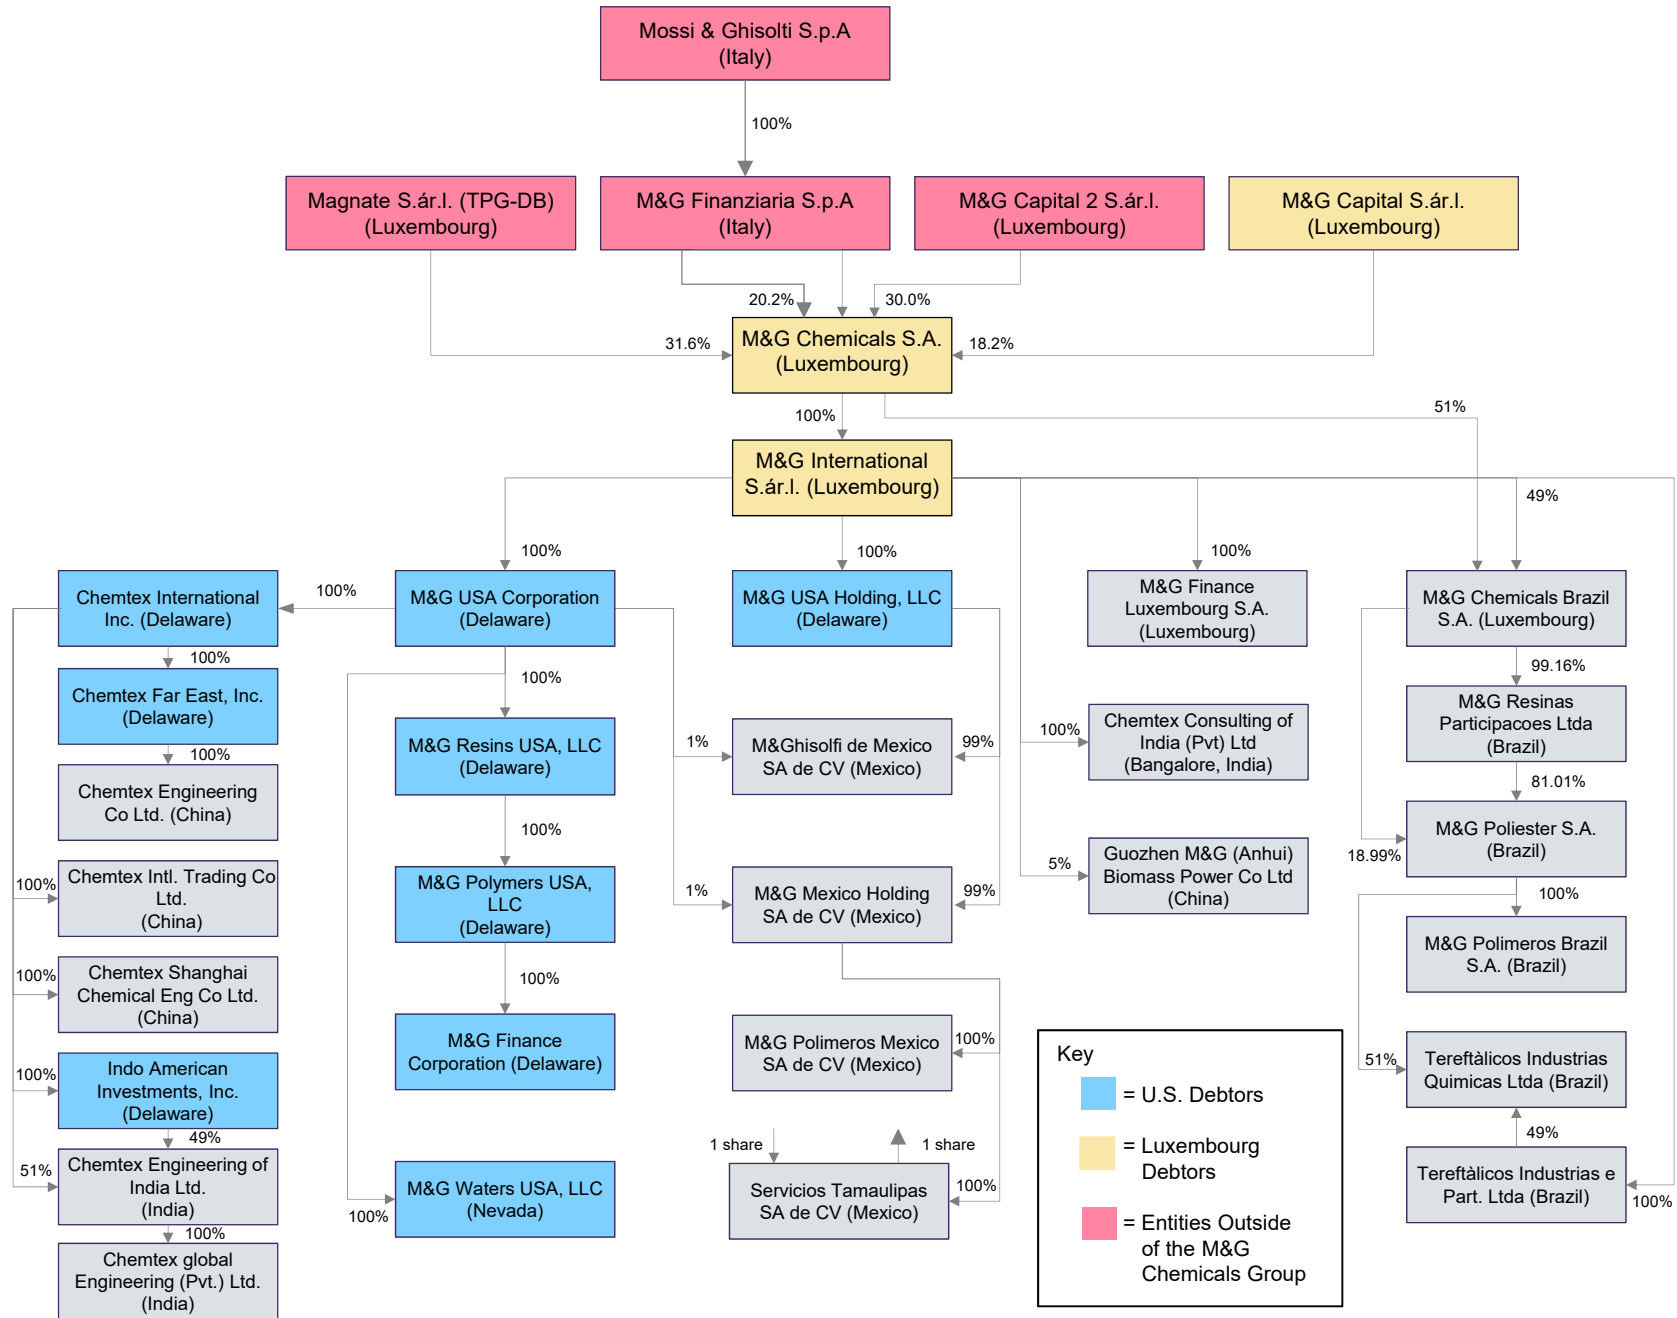 Mossi & Ghisolti S.p.A
(Italy)
100%
Magnate S.ár.l. (TPG-DB)
(Luxembourg)
M&G Finanziaria S.p.A
(Italy)
M&G Capital 2 S.ár.l.
(Luxembourg)
M&G Capital S.ár.l.
(Luxembourg)
20.2%
30.0%
31.6%
M&G Chemicals S.A.
(Luxembourg)
18.2%
100%
51%
M&G International
S.ár.l. (Luxembourg)
49%
100%
100%
100%
Chemtex International
Inc. (Delaware)
100%
M&G USA Corporation
(Delaware)
M&G USA Holding, LLC
(Delaware)
M&G Finance
Luxembourg S.A.
(Luxembourg)
M&G Chemicals Brazil
S.A. (Luxembourg)
100%
100%
99.16%
Chemtex Far East, Inc.
(Delaware)
M&G Resins USA, LLC
(Delaware)
1%
M&Ghisolfi de Mexico
SA de CV (Mexico)
99%
100%
Chemtex Consulting of
India (Pvt) Ltd
(Bangalore, India)
M&G Resinas
Participacoes Ltda
(Brazil)
100%
81.01%
Chemtex Engineering
Co Ltd. (China)
100%
M&G Poliester S.A.
(Brazil)
18.99%
100%
Chemtex Intl. Trading Co
Ltd.
(China)
M&G Polymers USA,
LLC
(Delaware)
1%
M&G Mexico Holding
SA de CV (Mexico)
99%
5%
Guozhen M&G (Anhui)
Biomass Power Co Ltd
(China)
100%
M&G Polimeros Brazil
S.A. (Brazil)
100%
Chemtex Shanghai
Chemical Eng Co Ltd.
(China)
100%
M&G Finance
Corporation (Delaware)
M&G Polimeros Mexico
SA de CV (Mexico)
100%
100%
Indo American
Investments, Inc.
(Delaware)
51%
Tereftàlicos Industrias
Quimicas Ltda (Brazil)
49%
49%
51%
Chemtex Engineering of
India Ltd.
(India)
100%
M&G Waters USA, LLC
(Nevada)
1 share
1 share
Servicios Tamaulipas
SA de CV (Mexico)
100%
Tereftàlicos Industrias e
Part. Ltda (Brazil)
100%
100%
Chemtex global
Engineering (Pvt.) Ltd.
(India)
Key
= U.S. Debtors
= Luxembourg
Debtors
= Entities Outside
of the M&G
Chemicals Group